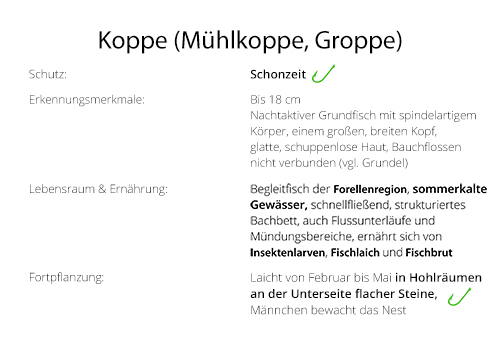 Koppe (Mühlkoppe, Groppe)
Schutz:
Schonzeit
Erkennungsmerkmale:
Bis 18 cm
Nachtaktiver Grundfisch mit spindelartigem
Körper, einem großen, breiten Kopf,
glatte, schuppenlose Haut, Bauchflossen
nicht verbunden (vgl. Grundel)
Lebensraum & Ernährung:
Begleitfisch der Forellenregion, sommerkalte
Gewässer, schnellfließend, strukturiertes
Bachbett, auch Flussunterläufe und
Mündungsbereiche, ernährt sich von
Insektenlarven, Fischlaich und Fischbrut
Fortpflanzung:
Laicht von Februar bis Mai in Hohlräumen
an der Unterseite flacher Steine,
Männchen bewacht das Nest